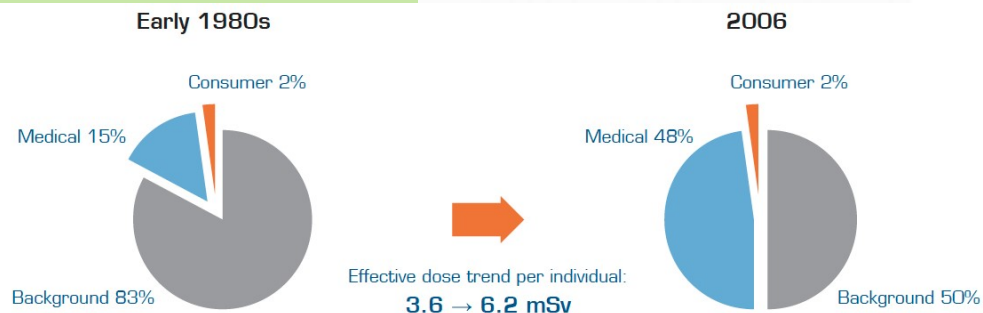 Early 1980s
2006
Consumer 2%
Medical 15%
Background 83%
Effective dose trend per individual:
3.6 → 6.2 mSv
Consumer 2%
Medical 48%
Background 50%